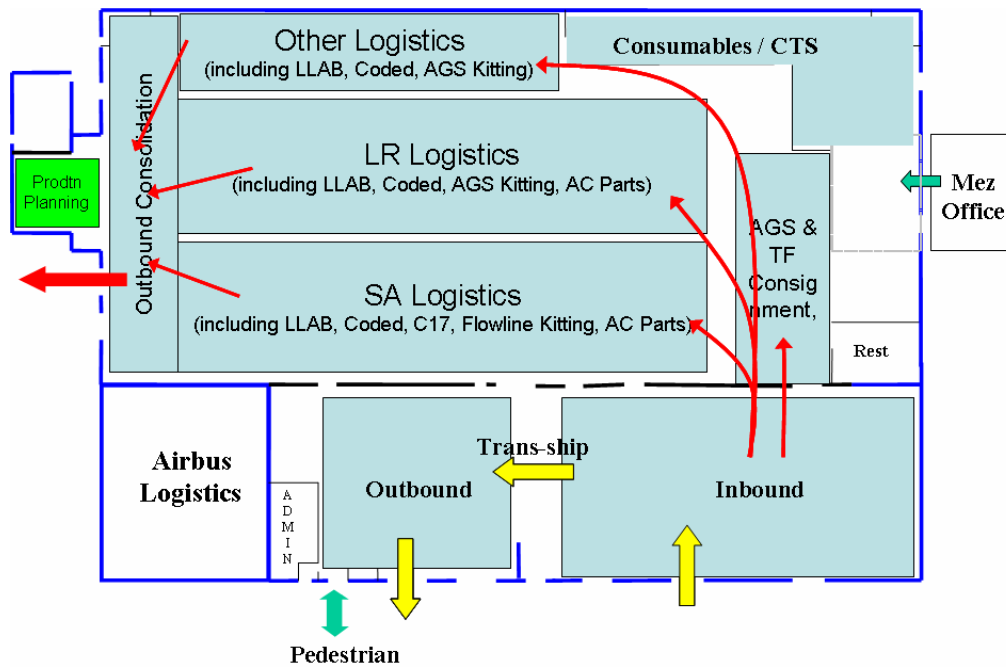 Other Logistics
(including LLAB, Coded, AGS Kitting)
Consumables / CTS
Outbound Consolidation
LR Logistics
(including LLAB, Coded, AGS Kitting, AC Parts)
Prodtn
Planning
Mez
Office
AGS &
TF
Consig
nment,
SA Logistics
(including LLAB, Coded, C17, Flowline Kitting, AC Parts)
Rest
Airbus
Logistics
A
D
M
I
N
Trans-ship
Outbound
Inbound
Pedestrian